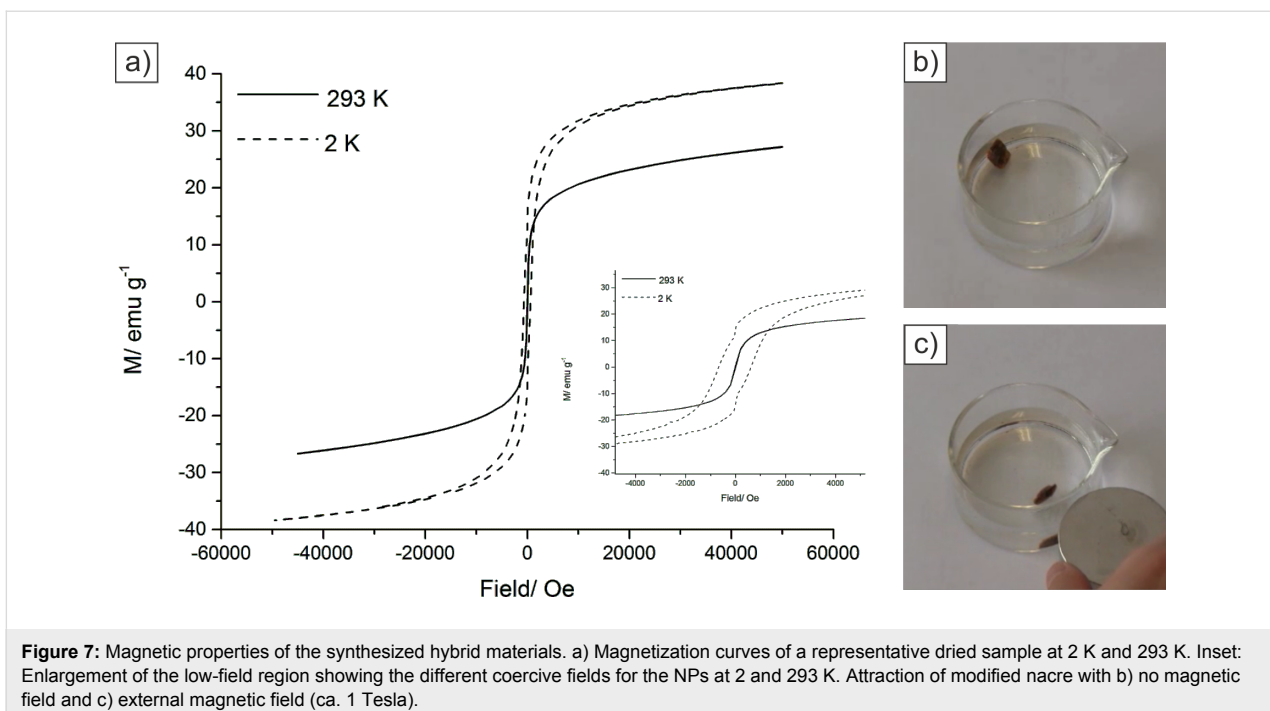 a)
40
30
20
10
0
-10
-20
-30
-40
M/ emu g-1
293 K
2 K
-60000 -40000 -20000 0 20000 40000 60000
Field/ Oe
293 K
2 K
30
20
10
0
-10
-20
-30
-40
M/ emu g-1
-4000 -2000 0 2000 4000
Field/ Oe
b)
c)
Figure 7: Magnetic properties of the synthesized hybrid materials. a) Magnetization curves of a representative dried sample at 2 K and 293 K. Inset:
Enlargement of the low-field region showing the different coercive fields for the NPs at 2 and 293 K. Attraction of modified nacre with b) no magnetic
field and c) external magnetic field (ca. 1 Tesla).